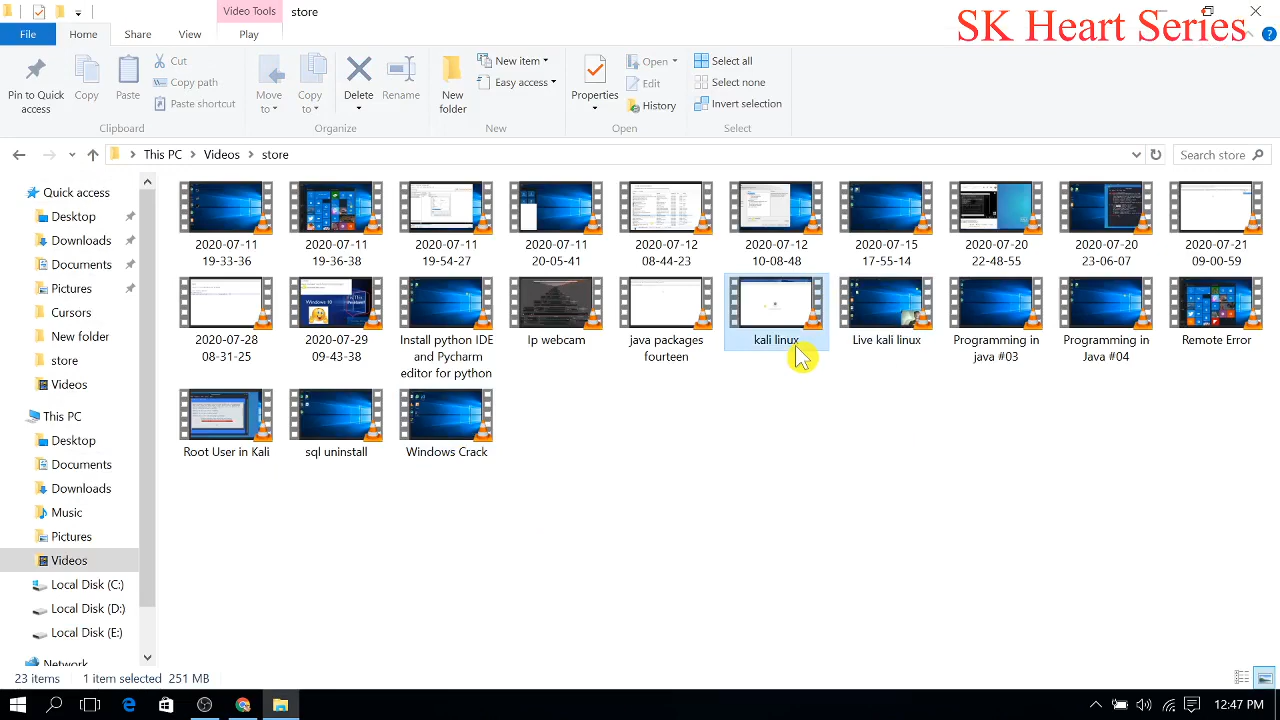 Video Tools
store
SK Heart Series
File
Home
Share
View
Play
Pin to Quick
access
Copy
Paste
Cut
Copy path
Paste shortcut
Clipboard
Move
to
Copy
to
Delete
Rename
Organize
New
folder
New item
Easy access
New
Properties
Open
Edit
History
Open
Select all
Select none
Invert selection
Select
This PC
Videos
store
Search store
Quick access
Desktop
Downloads
Documents
Pictures
Cursors
New folder
store
Videos
This PC
Desktop
Documents
Downloads
Music
Pictures
Videos
Local Disk (C:)
Local Disk (D:)
Local Disk (E:)
Network
2020-07-11
19-33-36
2020-07-11
19-36-38
2020-07-11
19-54-27
2020-07-11
20-05-41
2020-07-12
08-44-23
2020-07-12
10-08-48
2020-07-15
17-55-14
2020-07-20
22-48-55
2020-07-20
23-06-07
2020-07-21
09-00-59
2020-07-28
08-31-25
2020-07-29
09-43-38
Install python IDE
and Pycharm
editor for python
Ip webcam
java packages
fourteen
kali linux
Live kali linux
Programming in
java #03
Programming in
Java #04
Remote Error
Root User in Kali
sql uninstall
Windows Crack
23 items
1 item selected 251 MB
12:47 PM